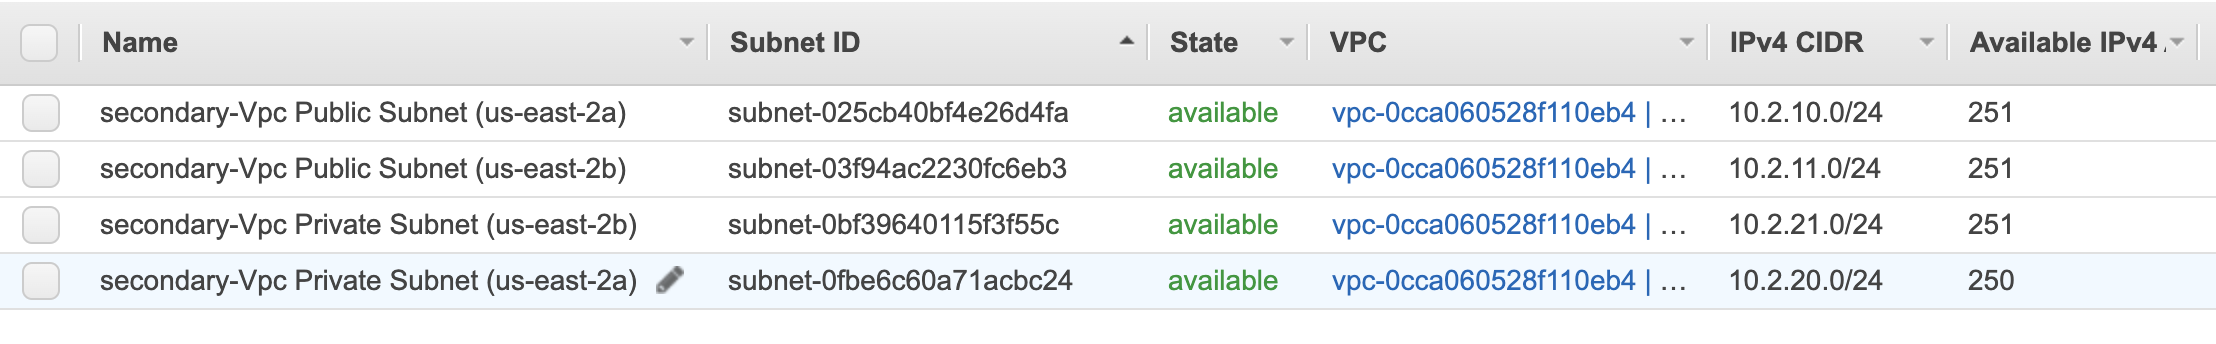 Name Subnet ID State VPC IPv4 CIDR Available IPv4
secondary-Vpc Public Subnet (us-east-2a) subnet-025cb40bf4e26d4fa available vpc-0cca060528f110eb4 | … 10.2.10.0/24 251
secondary-Vpc Public Subnet (us-east-2b) subnet-03f94ac2230fc6eb3 available vpc-0cca060528f110eb4 | … 10.2.11.0/24 251
secondary-Vpc Private Subnet (us-east-2b) subnet-0bf39640115f3f55c available vpc-0cca060528f110eb4 | … 10.2.21.0/24 251
secondary-Vpc Private Subnet (us-east-2a) subnet-0fbe6c60a71acbc24 available vpc-0cca060528f110eb4 | … 10.2.20.0/24 250